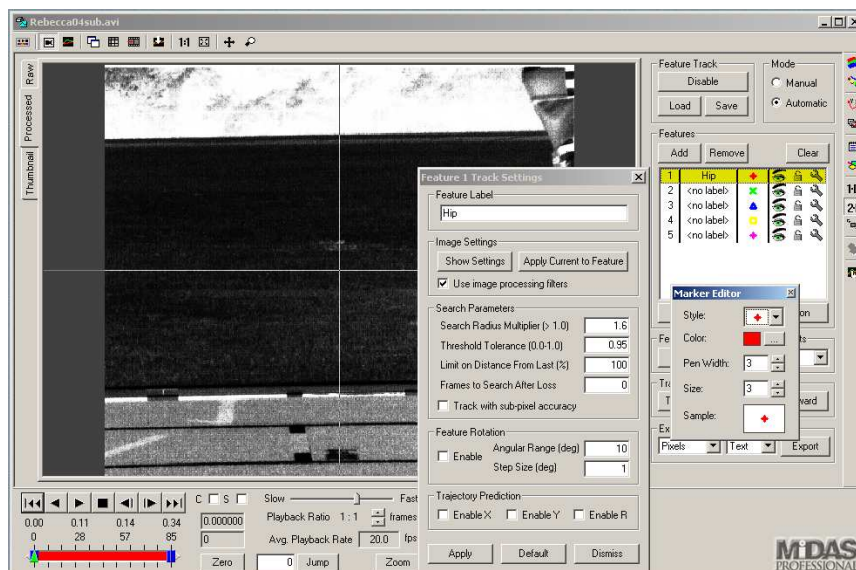 Rebecca04sub.avi
1:1
Raw
Processed
Thumbnail
Feature Track
Disable
Load
Save
Mode
Manual
Automatic
Features
Add
Remove
Clear
1 Hip
2 <no label>
3 <no label>
4 <no label>
5 <no label>
Feature 1 Track Settings
Feature Label
Hip
Image Settings
Show Settings
Apply Current to Feature
Use image processing filters
Search Parameters
Search Radius Multiplier (> 1.0) 1.6
Threshold Tolerance (0.0-1.0) 0.95
Limit on Distance From Last (%) 100
Frames to Search After Loss 0
Track with sub-pixel accuracy
Feature Rotation
Enable
Angular Range (deg) 10
Step Size (deg) 1
Trajectory Prediction
Enable X
Enable Y
Enable R
Apply
Default
Dismiss
Marker Editor
Style:
Color:
...
Pen Width: 3
Size: 3
Sample:
Pixels
Text
Export
C S Slow Fast
0.00 0.11 0.14 0.34
0 28 57 85
0.000000
0
Playback Ratio 1 : 1 frames
Avg. Playback Rate 20.0 fps
Zero
0
Jump
Zoom
MiDAS
PROFESSIONAL